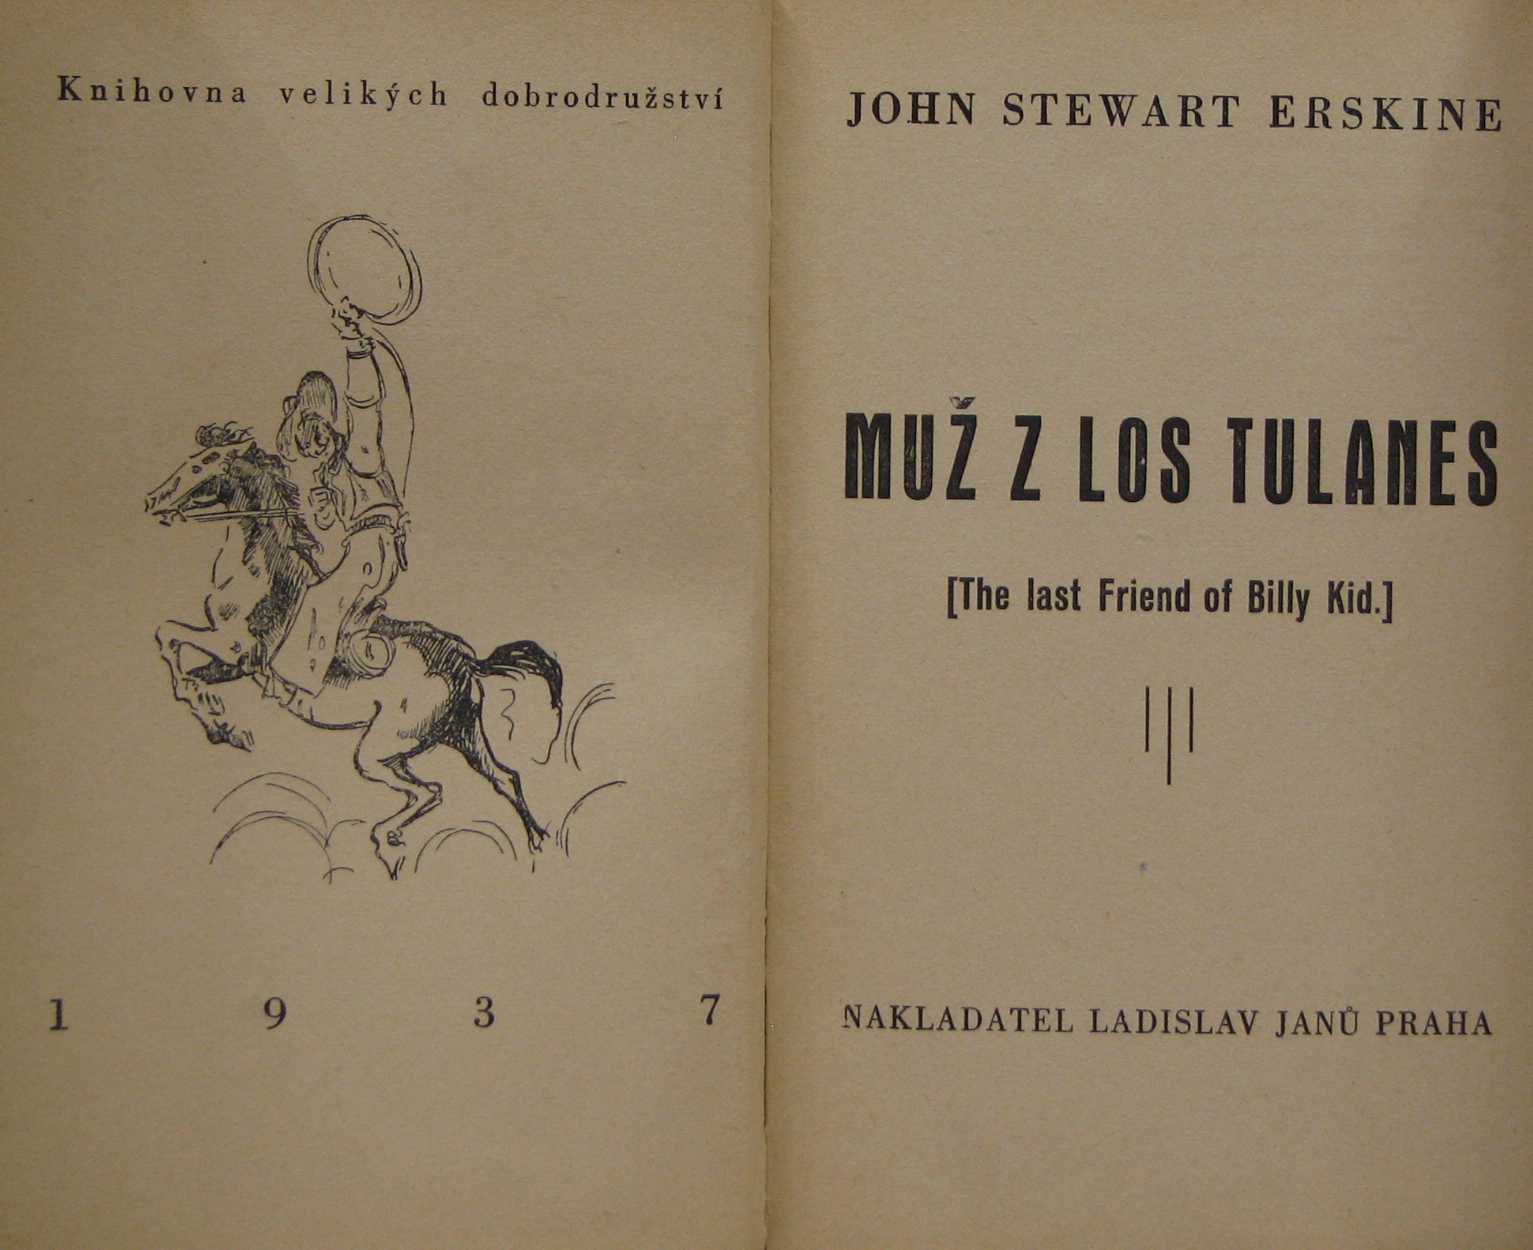 Knihovna velikých dobrodružství
1 9 3 7
JOHN STEWART ERSKINE
MUŽ Z LOS TULANES
[The last Friend of Billy Kid.]
NAKLADATEL LADISLAV JANŮ PRAHA